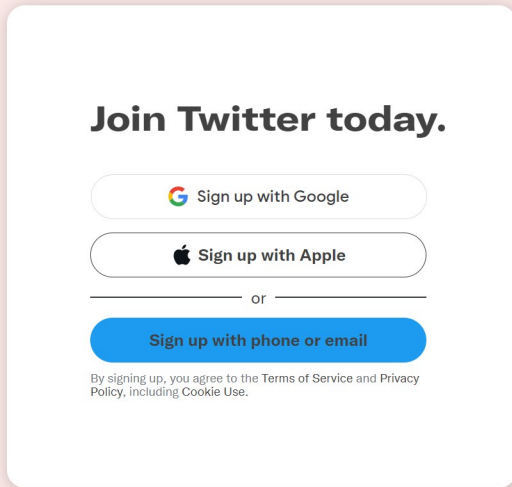 Join Twitter today.
Sign up with Google
Sign up with Apple
or
Sign up with phone or email
By signing up, you agree to the Terms of Service and Privacy
Policy, including Cookie Use.